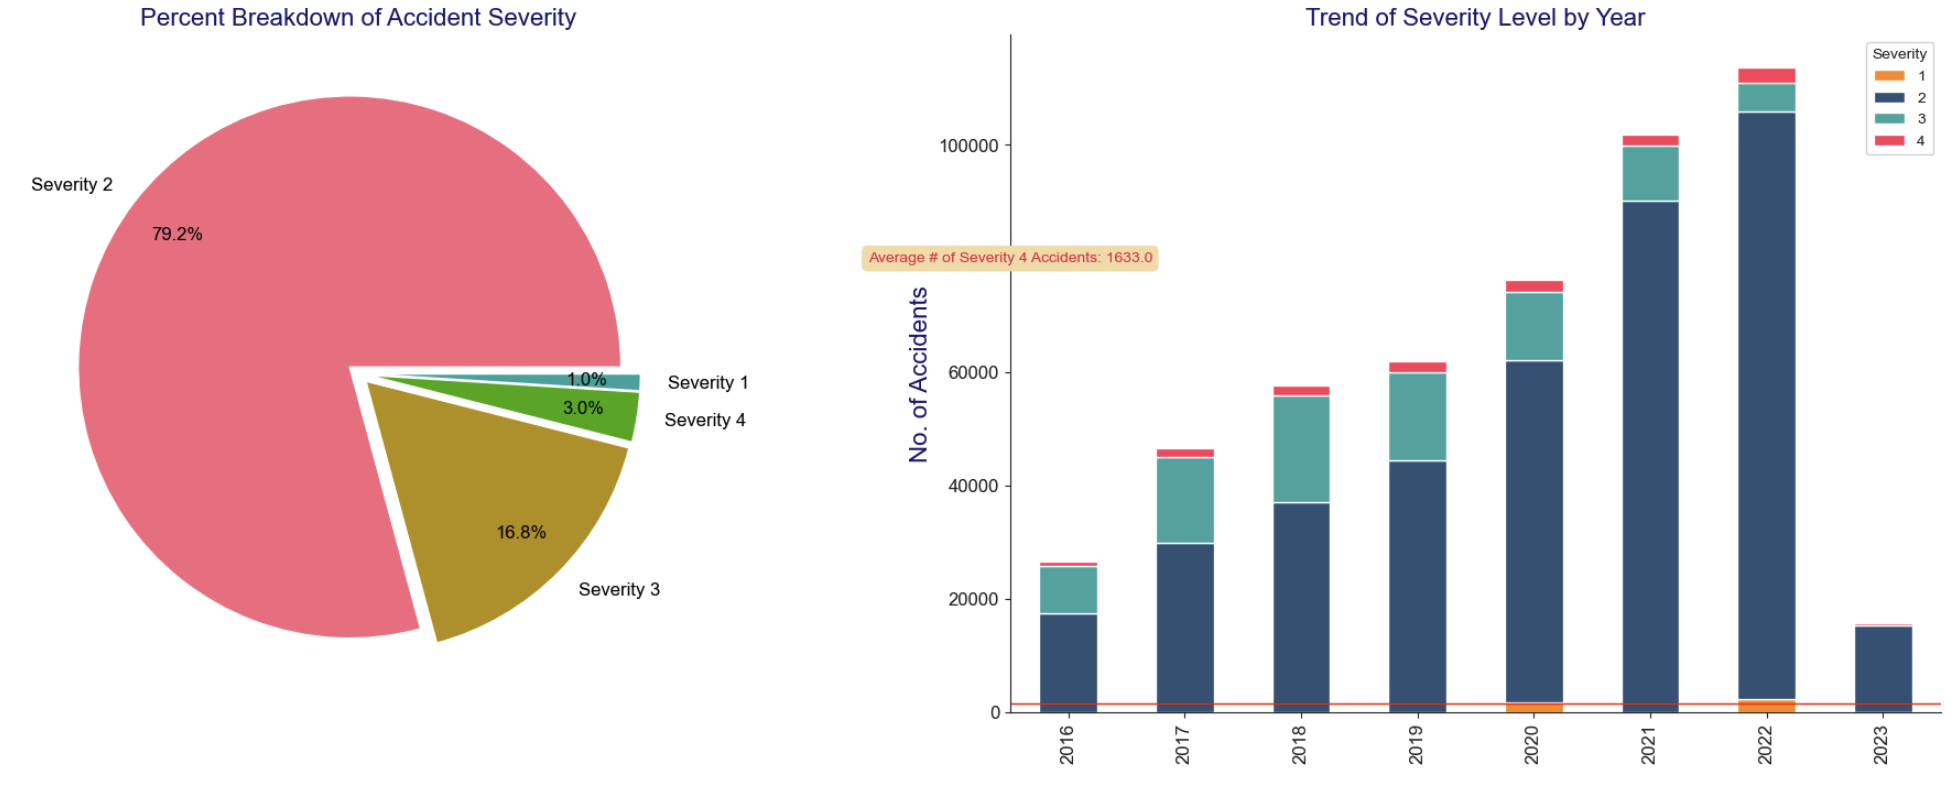 Percent Breakdown of Accident Severity
Severity 2
79.2%
1.0%
Severity 1
3.0%
Severity 4
16.8%
Severity 3
Trend of Severity Level by Year
Severity
1
2
3
4
100000
Average # of Severity 4 Accidents: 1633.0
No. of Accidents
60000
40000
20000
0
2016
2017
2018
2019
2020
2021
2022
2023